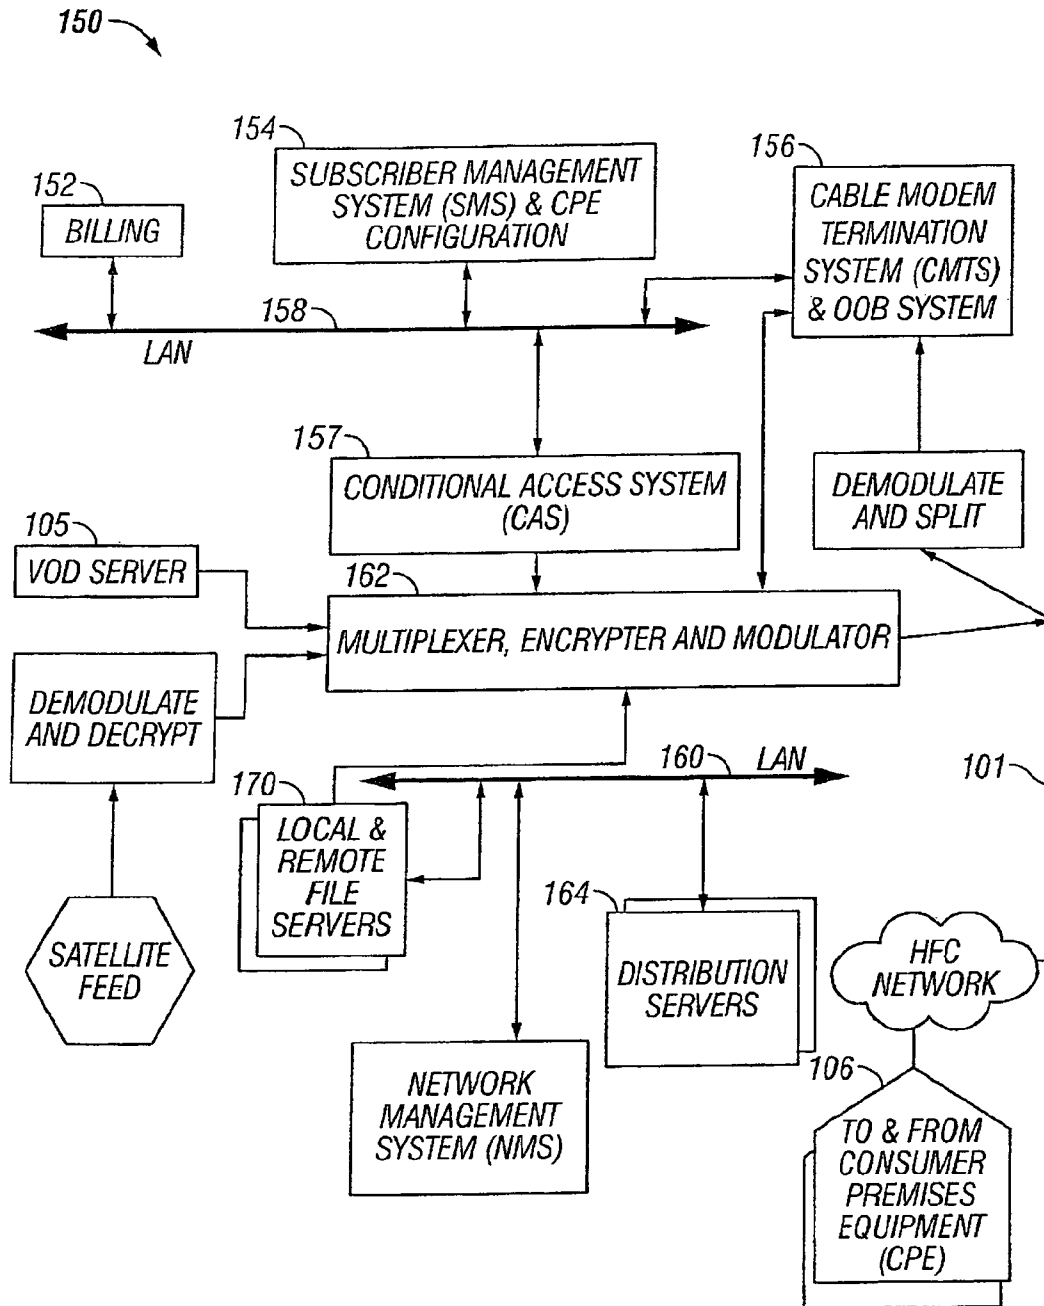 150
154
SUBSCRIBER MANAGEMENT
SYSTEM (SMS) & CPE
CONFIGURATION
156
CABLE MODEM
TERMINATION
SYSTEM (CMTS)
& OOB SYSTEM
152
BILLING
158
LAN
157
CONDITIONAL ACCESS SYSTEM
(CAS)
DEMODULATE
AND SPLIT
105
VOD SERVER
162
MULTIPLEXER, ENCRYPTER AND MODULATOR
DEMODULATE
AND DECRYPT
160
LAN
101
170
LOCAL &
REMOTE
FILE
SERVERS
164
DISTRIBUTION
SERVERS
SATELLITE
FEED
HFC
NETWORK
NETWORK
MANAGEMENT
SYSTEM (NMS)
106
TO & FROM
CONSUMER
PREMISES
EQUIPMENT
(CPE)